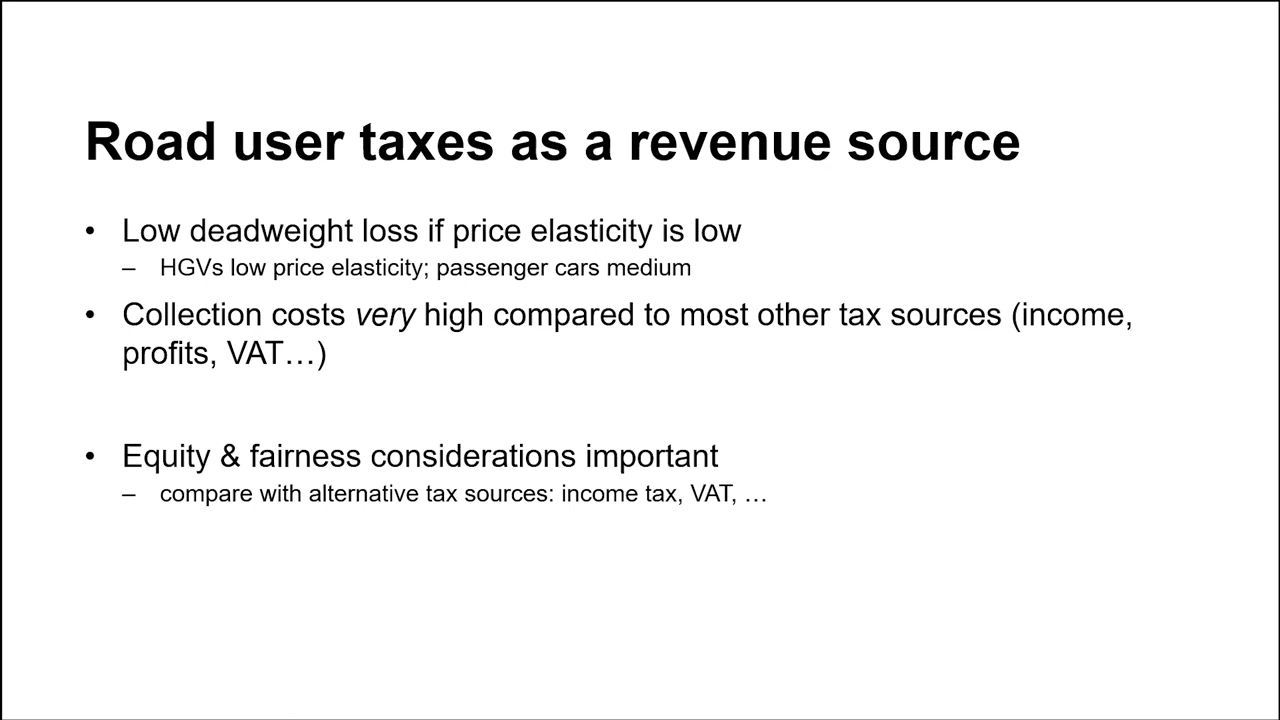 Road user taxes as a revenue source
• Low deadweight loss if price elasticity is low
– HGVs low price elasticity; passenger cars medium
• Collection costs very high compared to most other tax sources (income,
profits, VAT…)
• Equity & fairness considerations important
– compare with alternative tax sources: income tax, VAT, …